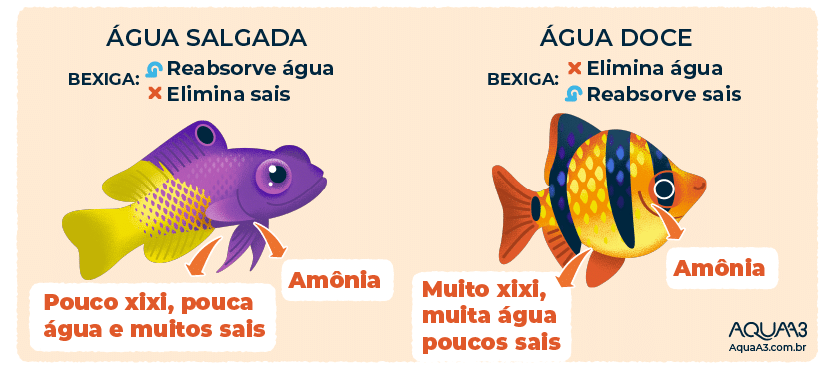 ÁGUA SALGADA
BEXIGA:
Reabsorve água
Elimina sais
Amônia
Pouco xixi, pouca
água e muitos sais
ÁGUA DOCE
BEXIGA:
Elimina água
Reabsorve sais
Amônia
Muito xixi,
muita água
poucos sais
AQUAA3
AquaA3.com.br